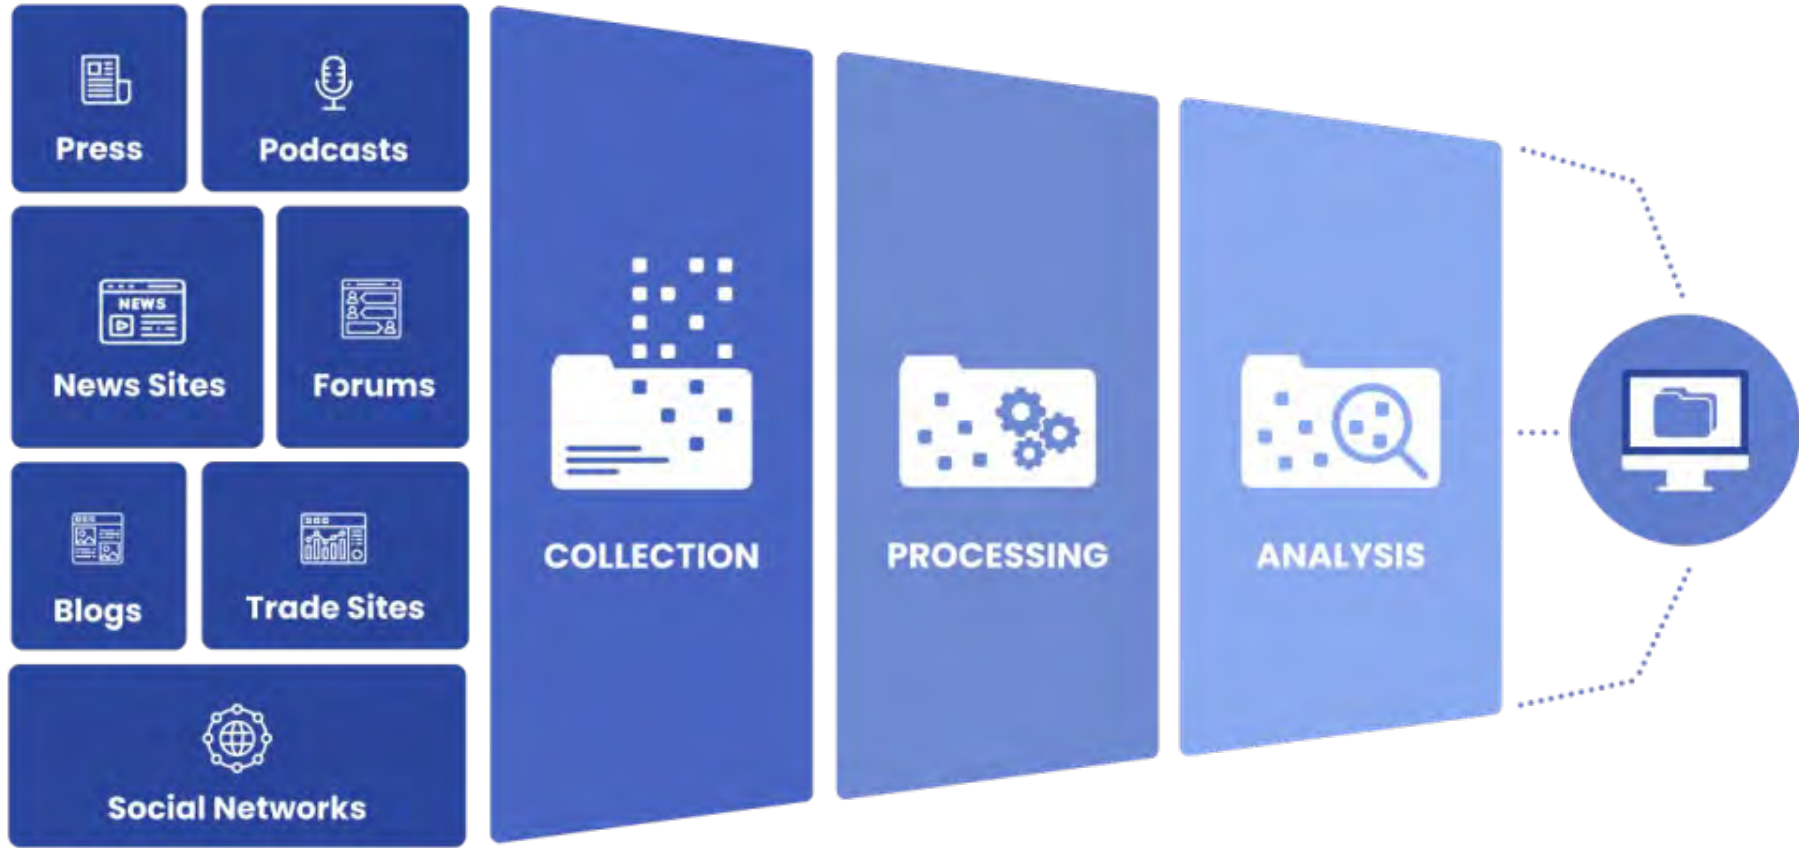 Press
Podcasts
NEWS
News Sites
Forums
Blogs
Trade Sites
Social Networks
COLLECTION
PROCESSING
ANALYSIS